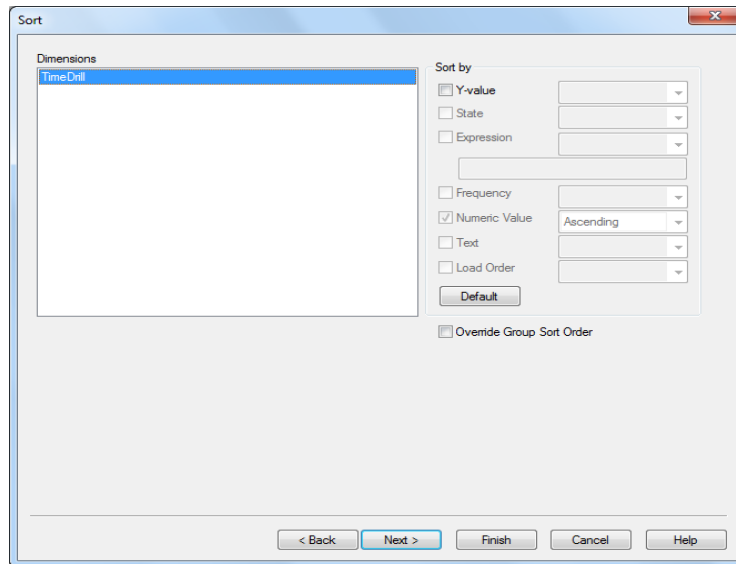 Sort
Dimensions
TimeDrill
Sort by
Y-value
State
Expression
Frequency
Numeric Value Ascending
Text
Load Order
Default
Override Group Sort Order
< Back Next > Finish Cancel Help